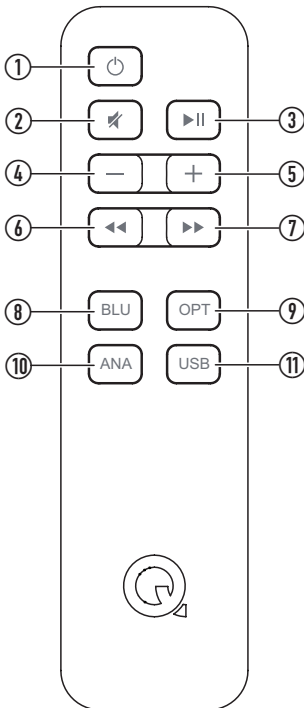 ①
② ③
④ ⑤
⑥ ⑦
⑧ BLU OPT ⑨
⑩ ANA USB ⑪